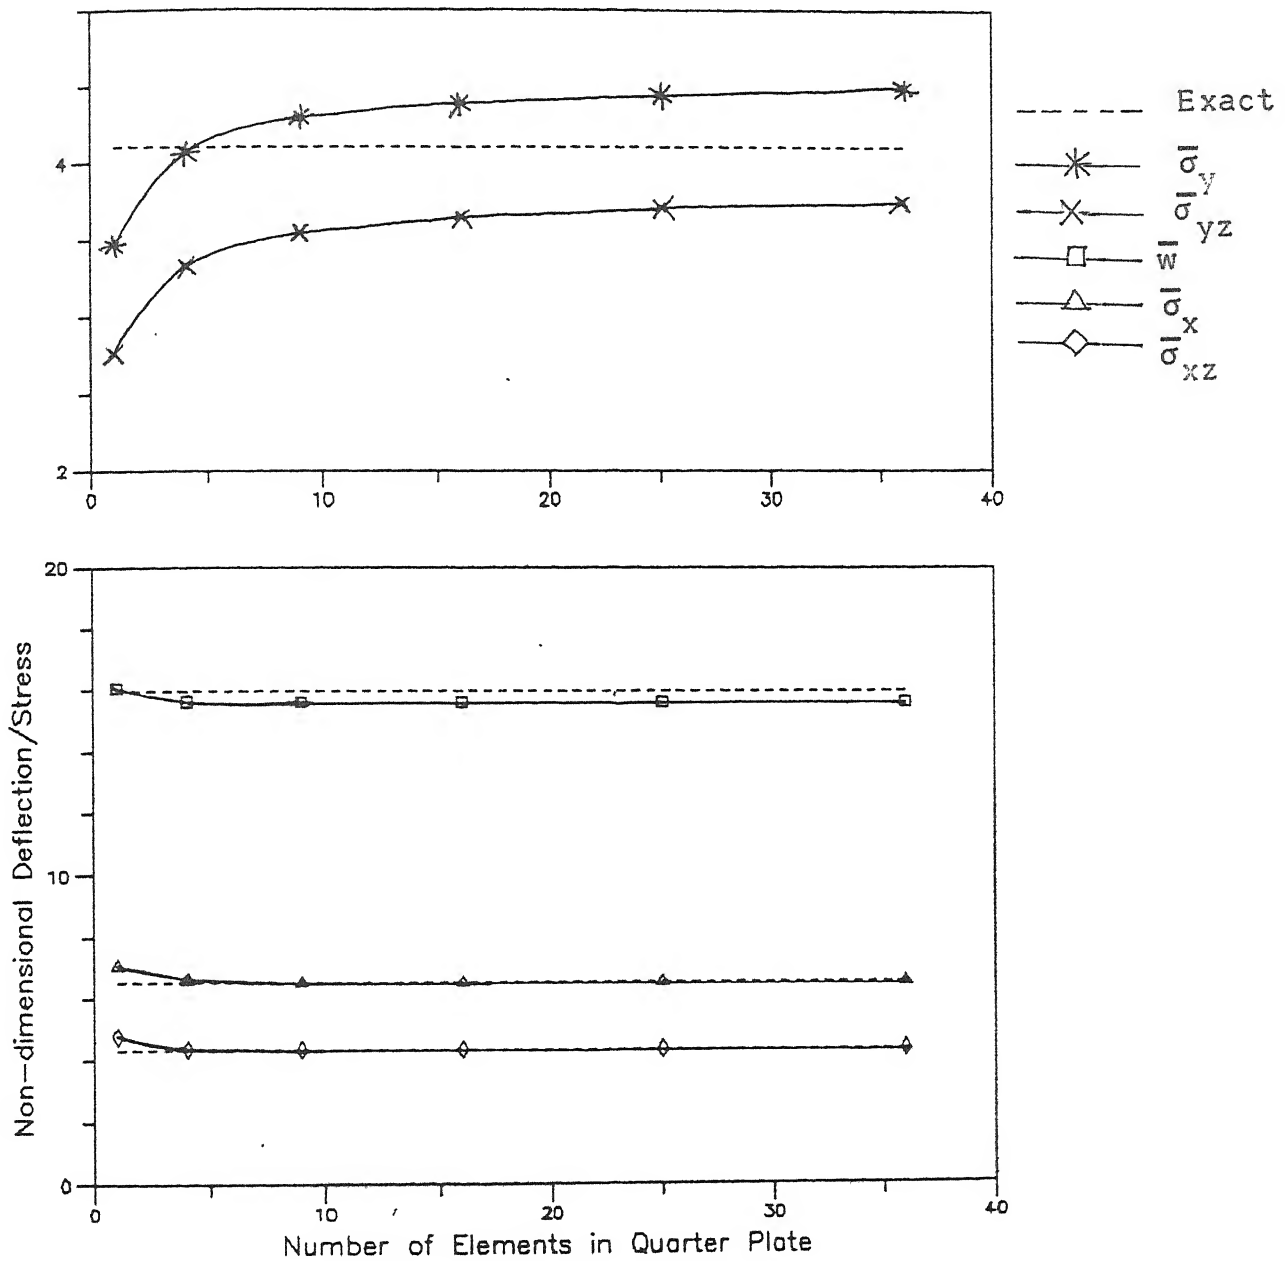 Exact
σ̄y
4
σ̄yz
w̄
σ̄x
σ̄xz
2
0 10 20 30 40
20
10
0
0 10 20 30 40
Non-dimensional Deflection/Stress
Number of Elements in Quarter Plate